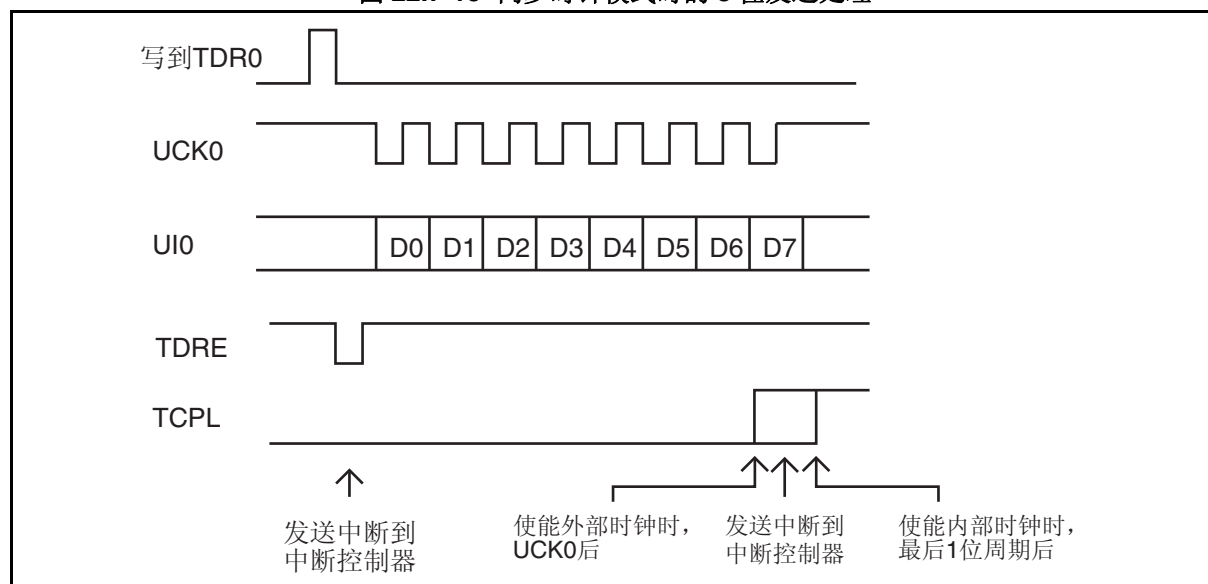 写到TDR0
UCK0
UI0
D0 D1 D2 D3 D4 D5 D6 D7
TDRE
TCPL
发送中断到
中断控制器
使能外部时钟时，
UCK0后
发送中断到
中断控制器
使能内部时钟时，
最后1位周期后